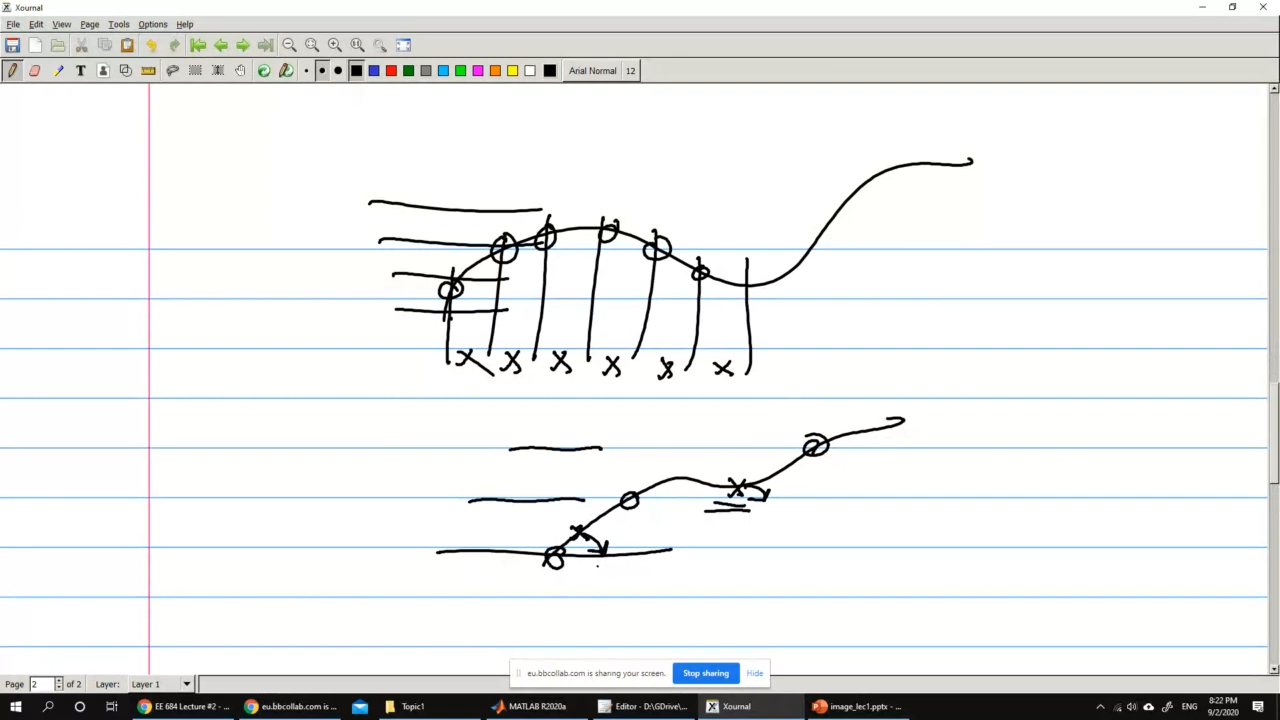 Xournal
File Edit View Page Tools Options Help
Arial Normal 12
X X X X X X
X
X
eu.bbcollab.com is sharing your screen. Stop sharing Hide
Page 2 of 2 Layer: Layer 1
EE 684 Lecture #2 - ... eu.bbcollab.com is ... Topic1 MATLAB R2020a Editor - D:\GDrive\... Xournal image_lec1.pptx - ... ENG 8:22 PM
9/2/2020